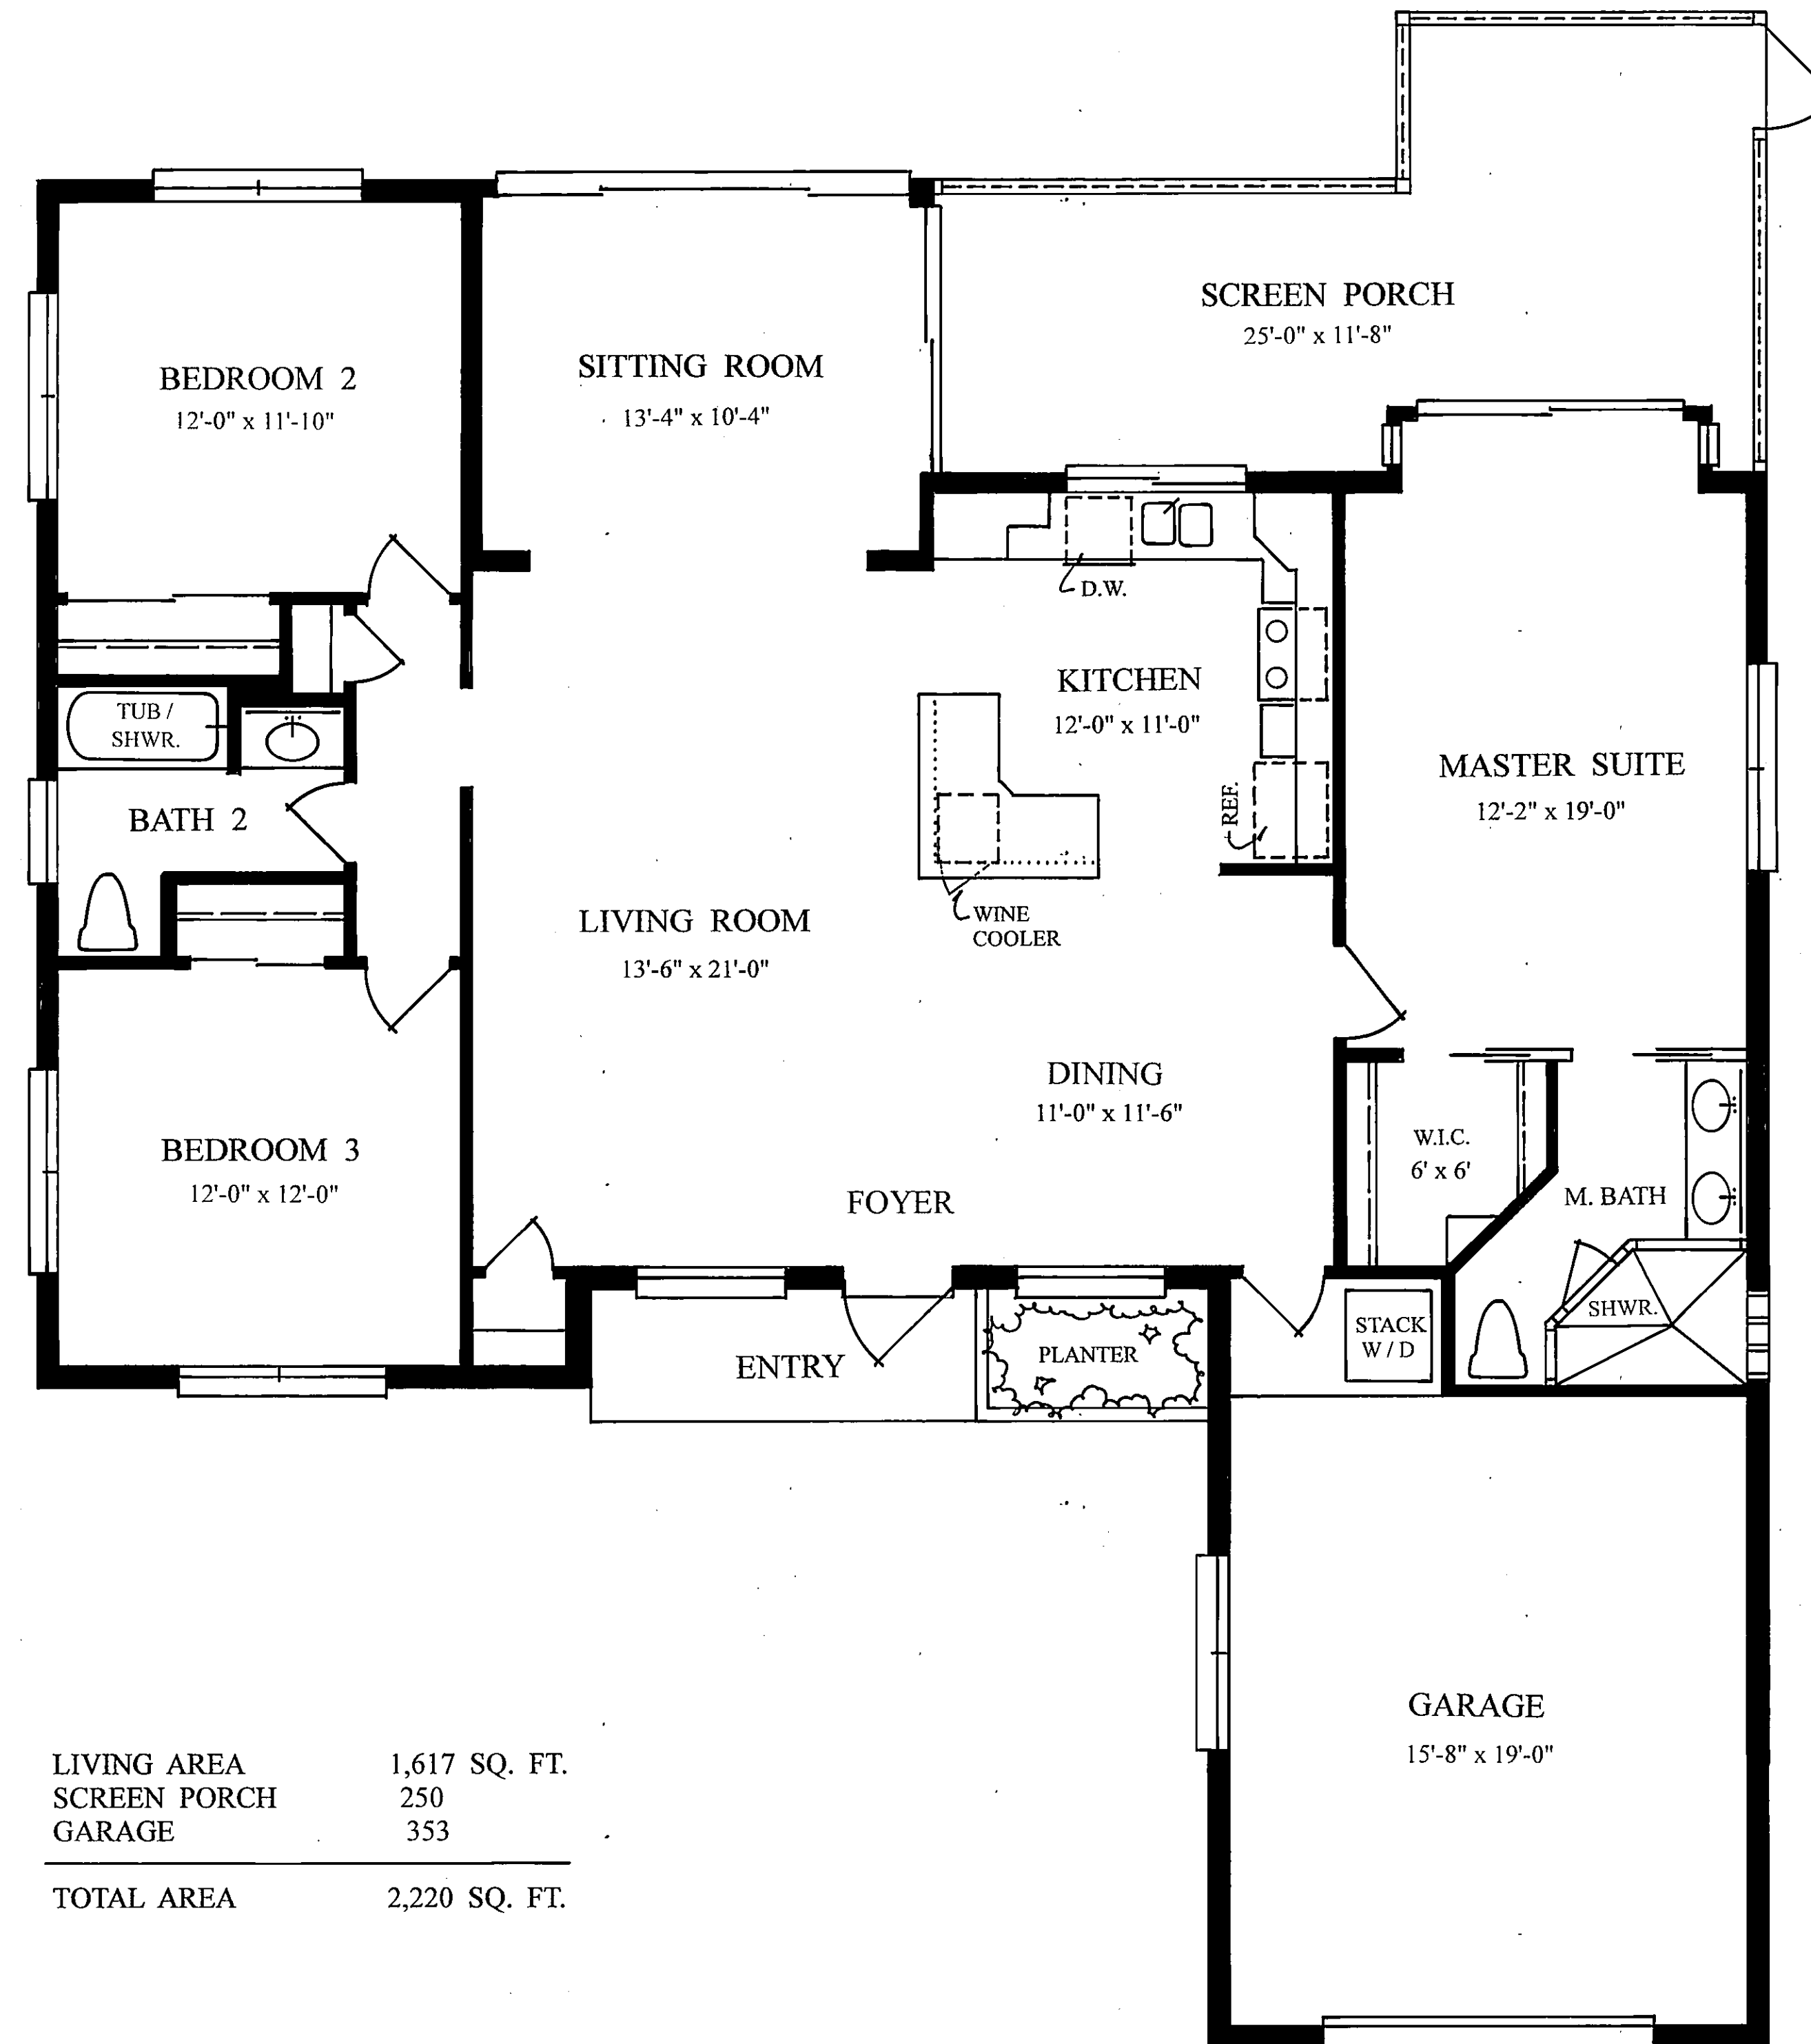 SCREEN PORCH
25'-0" x 11'-8"
BEDROOM 2
12'-0" x 11'-10"
SITTING ROOM
13'-4" x 10'-4"
D.W.
KITCHEN
12'-0" x 11'-0"
TUB /
SHWR.
MASTER SUITE
12'-2" x 19'-0"
REF.
BATH 2
LIVING ROOM
13'-6" x 21'-0"
WINE
COOLER
DINING
11'-0" x 11'-6"
BEDROOM 3
12'-0" x 12'-0"
W.I.C.
6' x 6'
M. BATH
FOYER
SHWR.
STACK
W / D
ENTRY
PLANTER
GARAGE
15'-8" x 19'-0"
LIVING AREA 1,617 SQ. FT.
SCREEN PORCH 250
GARAGE 353
TOTAL AREA 2,220 SQ. FT.